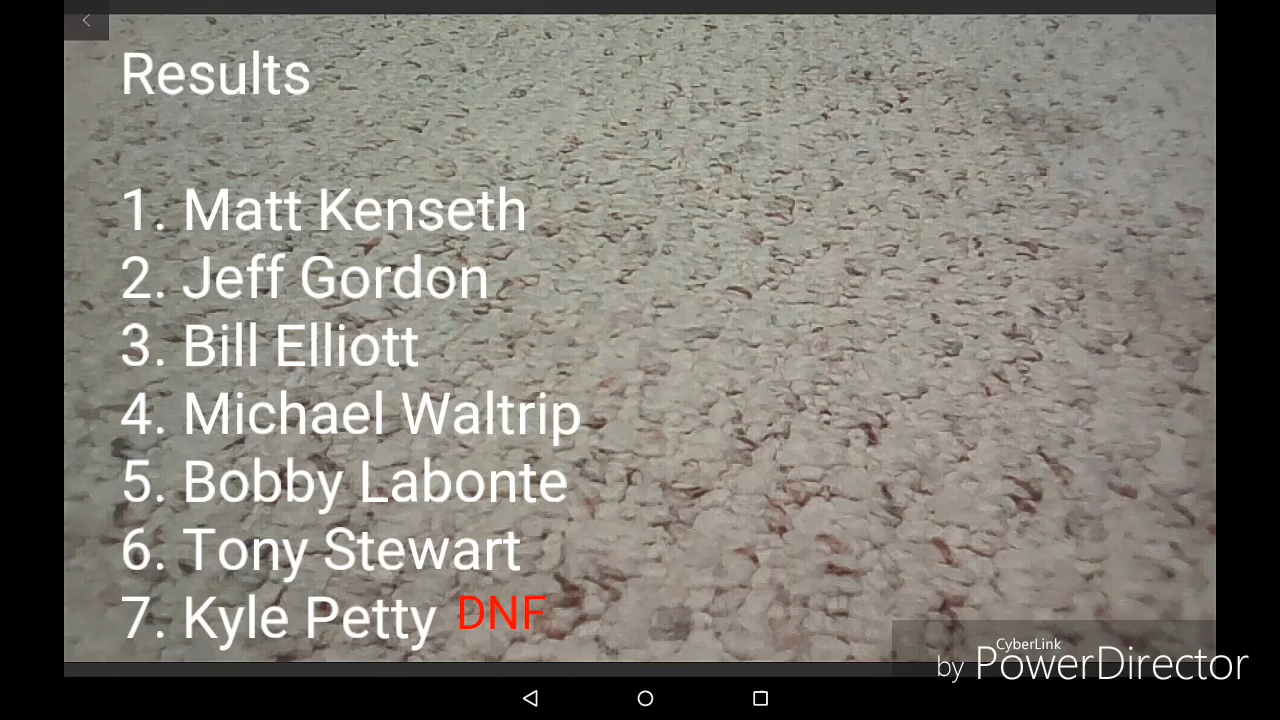 Results
1. Matt Kenseth
2. Jeff Gordon
3. Bill Elliott
4. Michael Waltrip
5. Bobby Labonte
6. Tony Stewart
7. Kyle Petty DNF
CyberLink
by PowerDirector